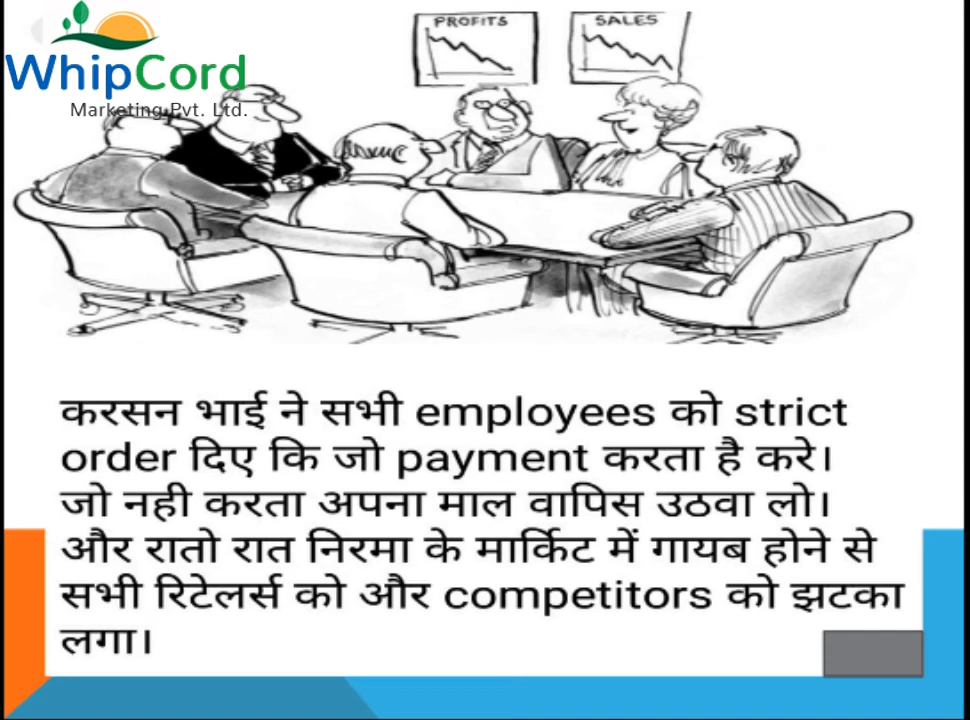 PROFITS
SALES
WhipCord
Marketing Pvt. Ltd.
करसन भाई ने सभी employees को strict
order दिए कि जो payment करता है करे।
जो नही करता अपना माल वापिस उठवा लो।
और रातो रात निरमा के मार्किट में गायब होने से
सभी रिटेलर्स को और competitors को झटका
लगा।